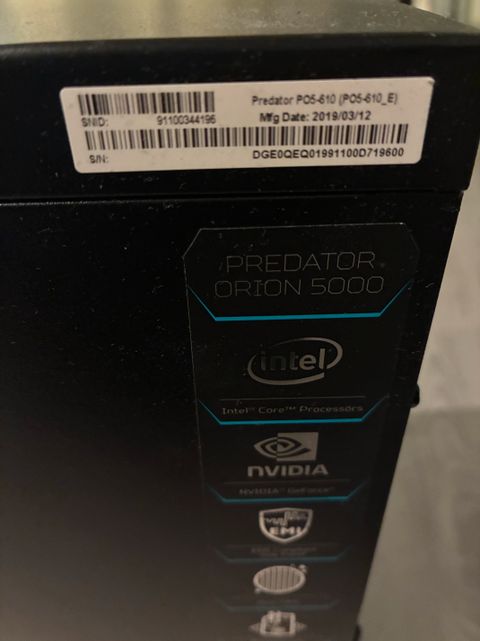 Predator PO5-610 (PO5-610_E)
SNID: 91100344196 Mfg Date: 2019/03/12
S/N: DGE0QEQ01991100D719600
PREDATOR
ORION 5000
intel
Intel® Core™ Processors
NVIDIA
NVIDIA® GeForce®
EMI